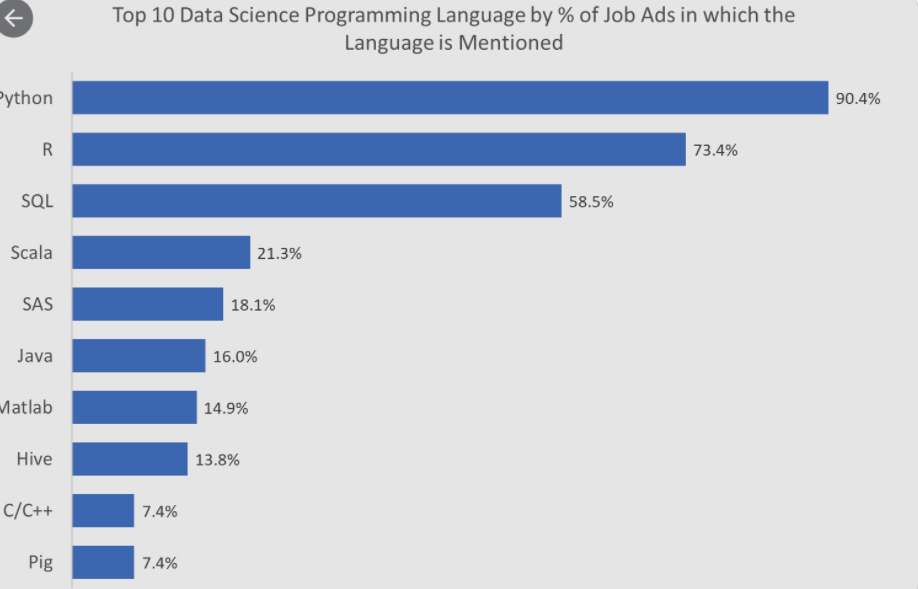 Top 10 Data Science Programming Language by % of Job Ads in which the
Language is Mentioned
Python 90.4%
R 73.4%
SQL 58.5%
Scala 21.3%
SAS 18.1%
Java 16.0%
Matlab 14.9%
Hive 13.8%
C/C++ 7.4%
Pig 7.4%